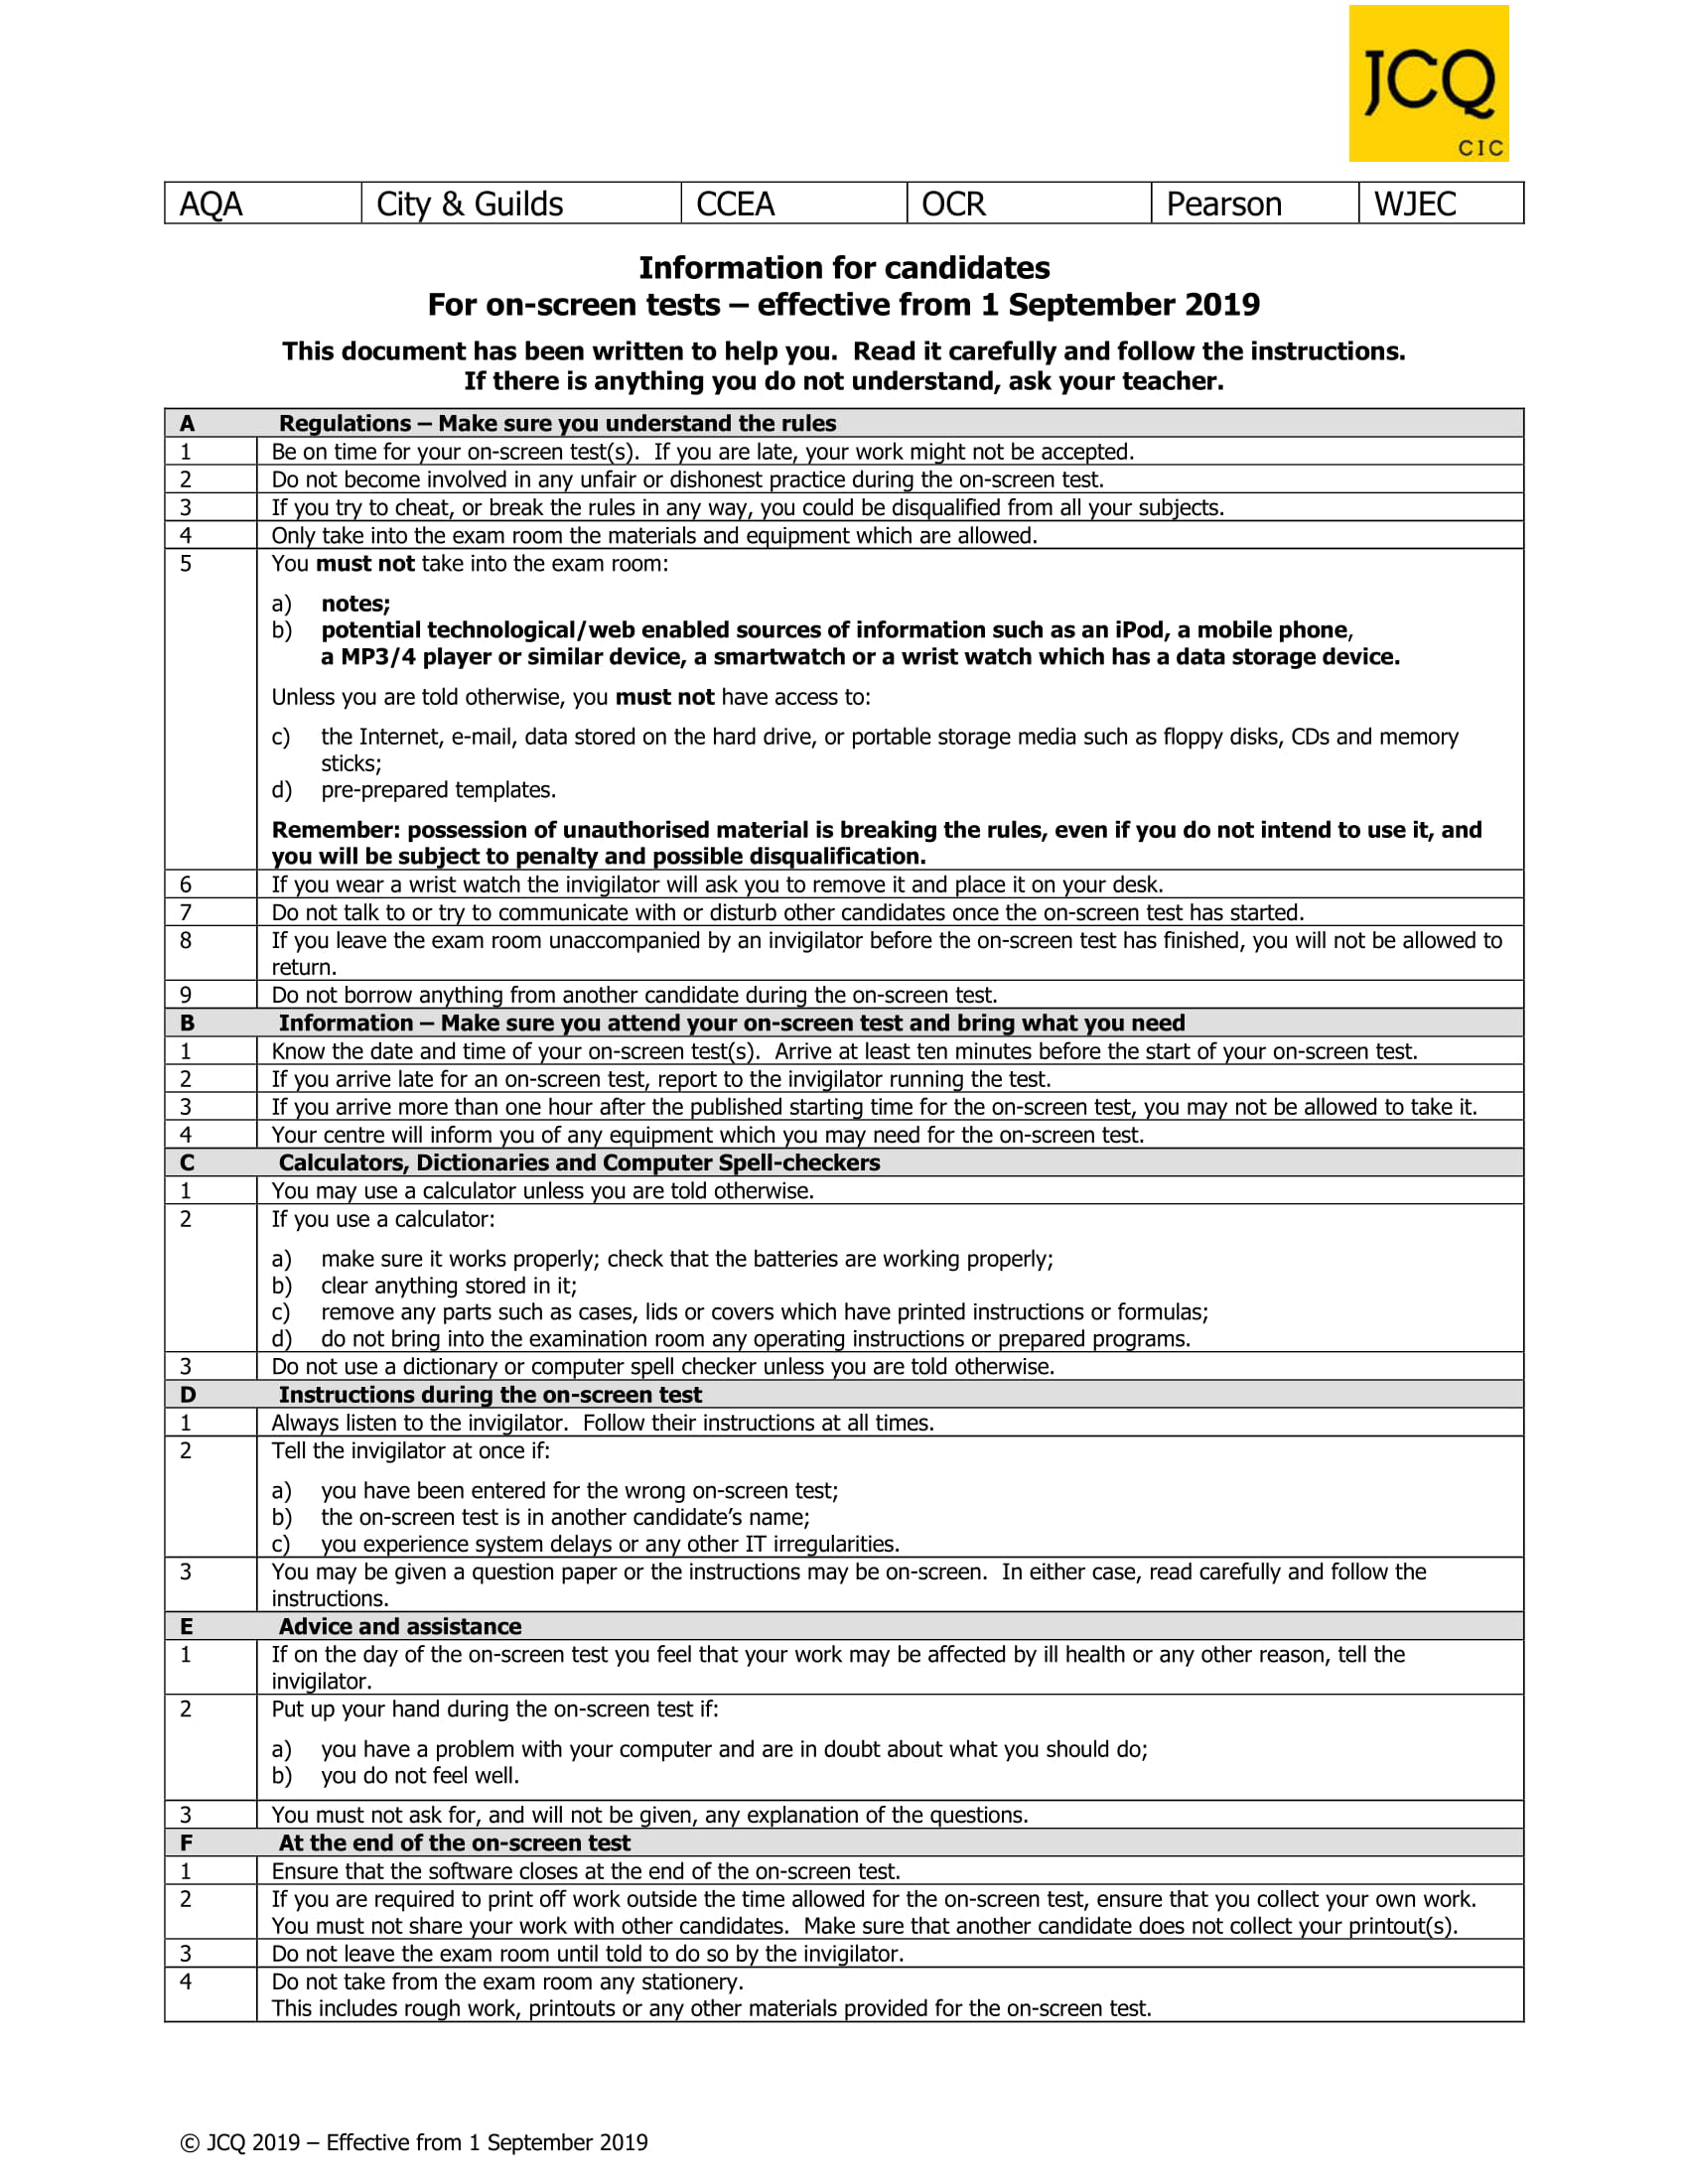 JCQ
CIC
AQA City & Guilds CCEA OCR Pearson WJEC
Information for candidates
For on-screen tests – effective from 1 September 2019
This document has been written to help you.  Read it carefully and follow the instructions.
If there is anything you do not understand, ask your teacher.
A Regulations – Make sure you understand the rules
1 Be on time for your on-screen test(s).  If you are late, your work might not be accepted.
2 Do not become involved in any unfair or dishonest practice during the on-screen test.
3 If you try to cheat, or break the rules in any way, you could be disqualified from all your subjects.
4 Only take into the exam room the materials and equipment which are allowed.
5 You must not take into the exam room:
a) notes;
b) potential technological/web enabled sources of information such as an iPod, a mobile phone,
a MP3/4 player or similar device, a smartwatch or a wrist watch which has a data storage device.
Unless you are told otherwise, you must not have access to:
c) the Internet, e-mail, data stored on the hard drive, or portable storage media such as floppy disks, CDs and memory
sticks;
d) pre-prepared templates.
Remember: possession of unauthorised material is breaking the rules, even if you do not intend to use it, and
you will be subject to penalty and possible disqualification.
6 If you wear a wrist watch the invigilator will ask you to remove it and place it on your desk.
7 Do not talk to or try to communicate with or disturb other candidates once the on-screen test has started.
8 If you leave the exam room unaccompanied by an invigilator before the on-screen test has finished, you will not be allowed to
return.
9 Do not borrow anything from another candidate during the on-screen test.
B Information – Make sure you attend your on-screen test and bring what you need
1 Know the date and time of your on-screen test(s).  Arrive at least ten minutes before the start of your on-screen test.
2 If you arrive late for an on-screen test, report to the invigilator running the test.
3 If you arrive more than one hour after the published starting time for the on-screen test, you may not be allowed to take it.
4 Your centre will inform you of any equipment which you may need for the on-screen test.
C Calculators, Dictionaries and Computer Spell-checkers
1 You may use a calculator unless you are told otherwise.
2 If you use a calculator:
a) make sure it works properly; check that the batteries are working properly;
b) clear anything stored in it;
c) remove any parts such as cases, lids or covers which have printed instructions or formulas;
d) do not bring into the examination room any operating instructions or prepared programs.
3 Do not use a dictionary or computer spell checker unless you are told otherwise.
D Instructions during the on-screen test
1 Always listen to the invigilator.  Follow their instructions at all times.
2 Tell the invigilator at once if:
a) you have been entered for the wrong on-screen test;
b) the on-screen test is in another candidate’s name;
c) you experience system delays or any other IT irregularities.
3 You may be given a question paper or the instructions may be on-screen.  In either case, read carefully and follow the
instructions.
E Advice and assistance
1 If on the day of the on-screen test you feel that your work may be affected by ill health or any other reason, tell the
invigilator.
2 Put up your hand during the on-screen test if:
a) you have a problem with your computer and are in doubt about what you should do;
b) you do not feel well.
3 You must not ask for, and will not be given, any explanation of the questions.
F At the end of the on-screen test
1 Ensure that the software closes at the end of the on-screen test.
2 If you are required to print off work outside the time allowed for the on-screen test, ensure that you collect your own work.
You must not share your work with other candidates.  Make sure that another candidate does not collect your printout(s).
3 Do not leave the exam room until told to do so by the invigilator.
4 Do not take from the exam room any stationery.
This includes rough work, printouts or any other materials provided for the on-screen test.
© JCQ 2019 – Effective from 1 September 2019